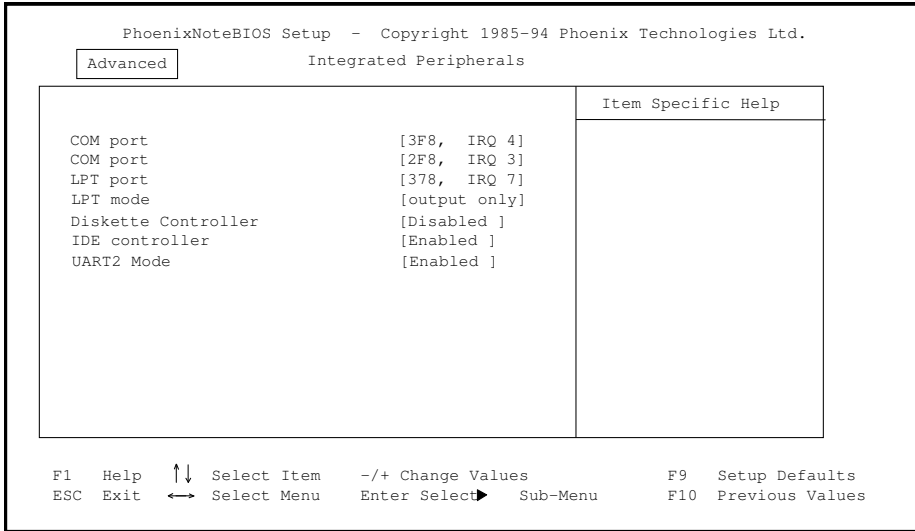 PhoenixNoteBIOS Setup - Copyright 1985-94 Phoenix Technologies Ltd.
Advanced Integrated Peripherals
Item Specific Help
COM port [3F8, IRQ 4]
COM port [2F8, IRQ 3]
LPT port [378, IRQ 7]
LPT mode [output only]
Diskette Controller [Disabled ]
IDE controller [Enabled ]
UART2 Mode [Enabled ]
F1 Help ↑↓ Select Item -/+ Change Values F9 Setup Defaults
ESC Exit ↔ Select Menu Enter Select▶ Sub-Menu F10 Previous Values